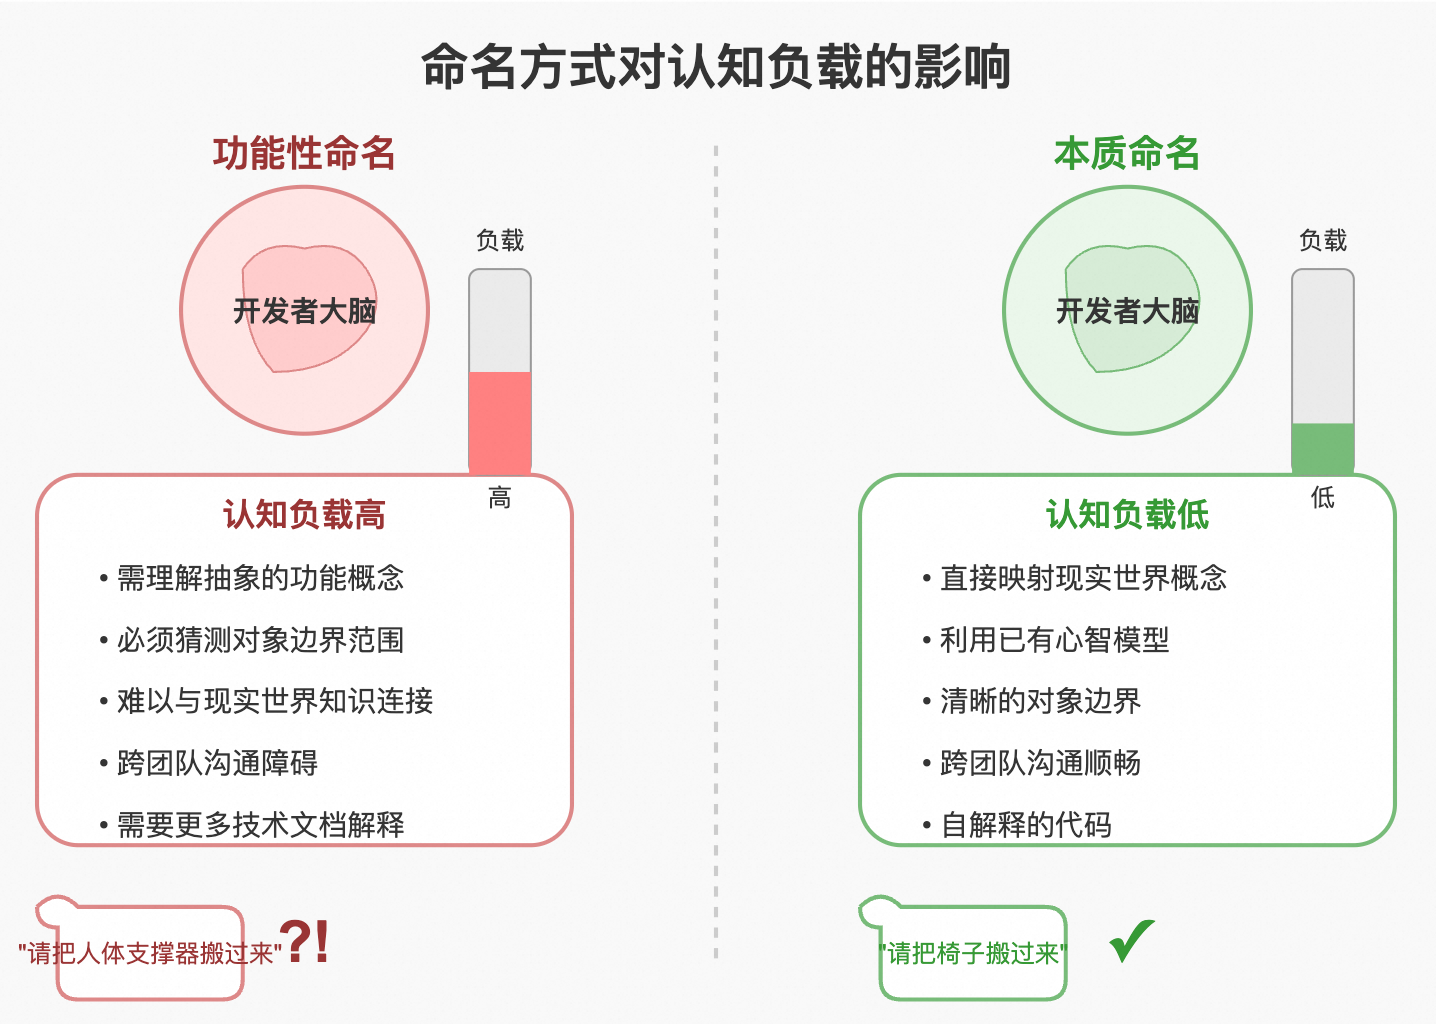 命名方式对认知负载的影响
功能性命名
负载
开发者大脑
高
认知负载高
• 需理解抽象的功能概念
• 必须猜测对象边界范围
• 难以与现实世界知识连接
• 跨团队沟通障碍
• 需要更多技术文档解释
"请把人体支撑器搬过来"
?!
本质命名
负载
开发者大脑
低
认知负载低
• 直接映射现实世界概念
• 利用已有心智模型
• 清晰的对象边界
• 跨团队沟通顺畅
• 自解释的代码
"请把椅子搬过来"
✓